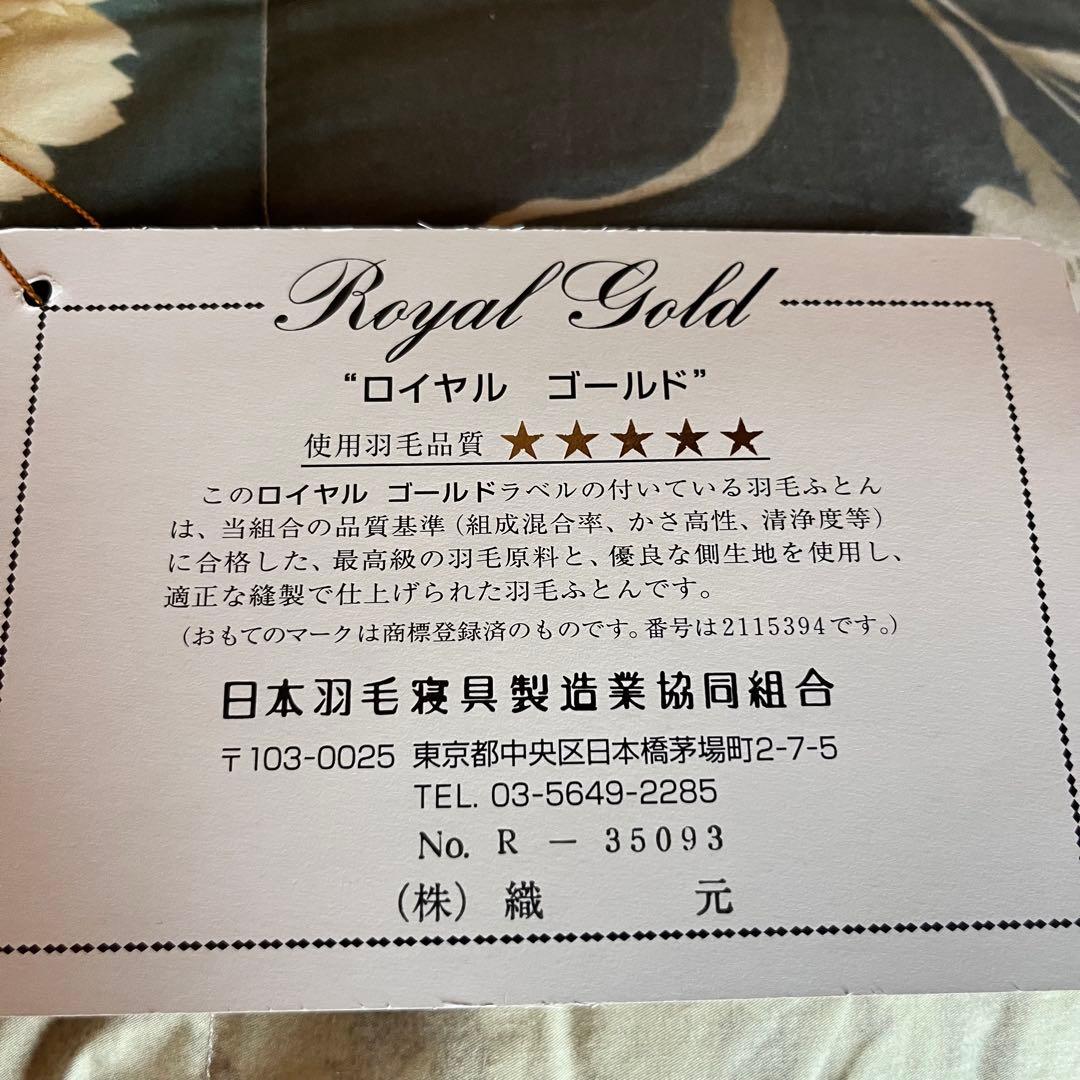 Royal Gold
“ロイヤル ゴールド”
使用羽毛品質 ★★★★★
このロイヤル ゴールドラベルの付いている羽毛ふとん
は、当組合の品質基準（組成混合率、かさ高性、清浄度等）
に合格した、最高級の羽毛原料と、優良な側生地を使用し、
適正な縫製で仕上げられた羽毛ふとんです。
（おもてのマークは商標登録済のものです。番号は2115394です。）
日本羽毛寝具製造業協同組合
〒103-0025 東京都中央区日本橋茅場町2-7-5
TEL. 03-5649-2285
No. R － 35093
（株） 織 元